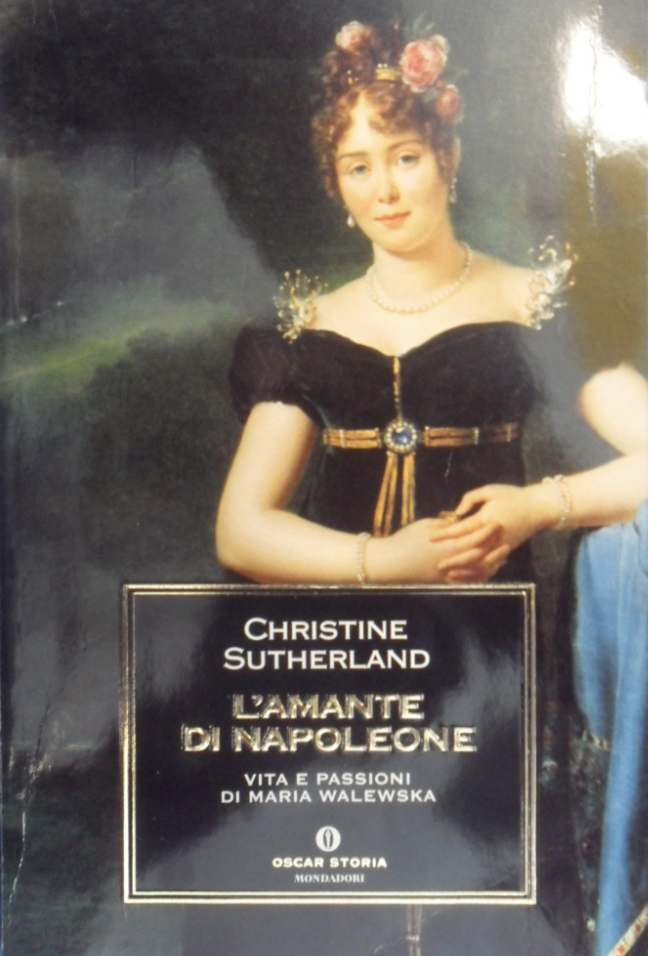 CHRISTINE
SUTHERLAND
L'AMANTE
DI NAPOLEONE
VITA E PASSIONI
DI MARIA WALEWSKA
OSCAR STORIA
MONDADORI